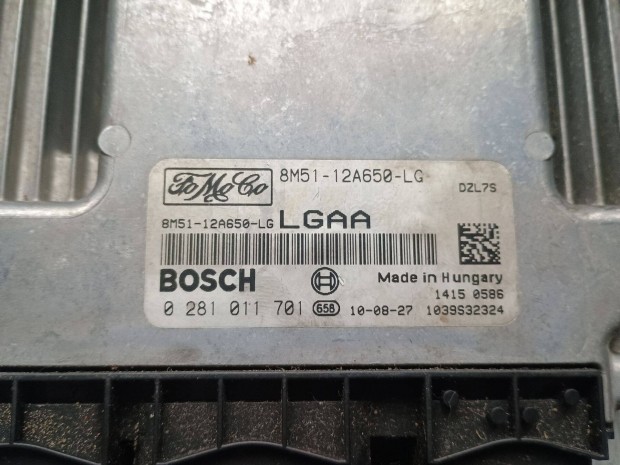 FoMoCo 8M51-12A650-LG
DZL7S
8M51-12A650-LG LGAA
BOSCH Made in Hungary
1415 0586
0 281 011 701 658 10-08-27 1039S32324